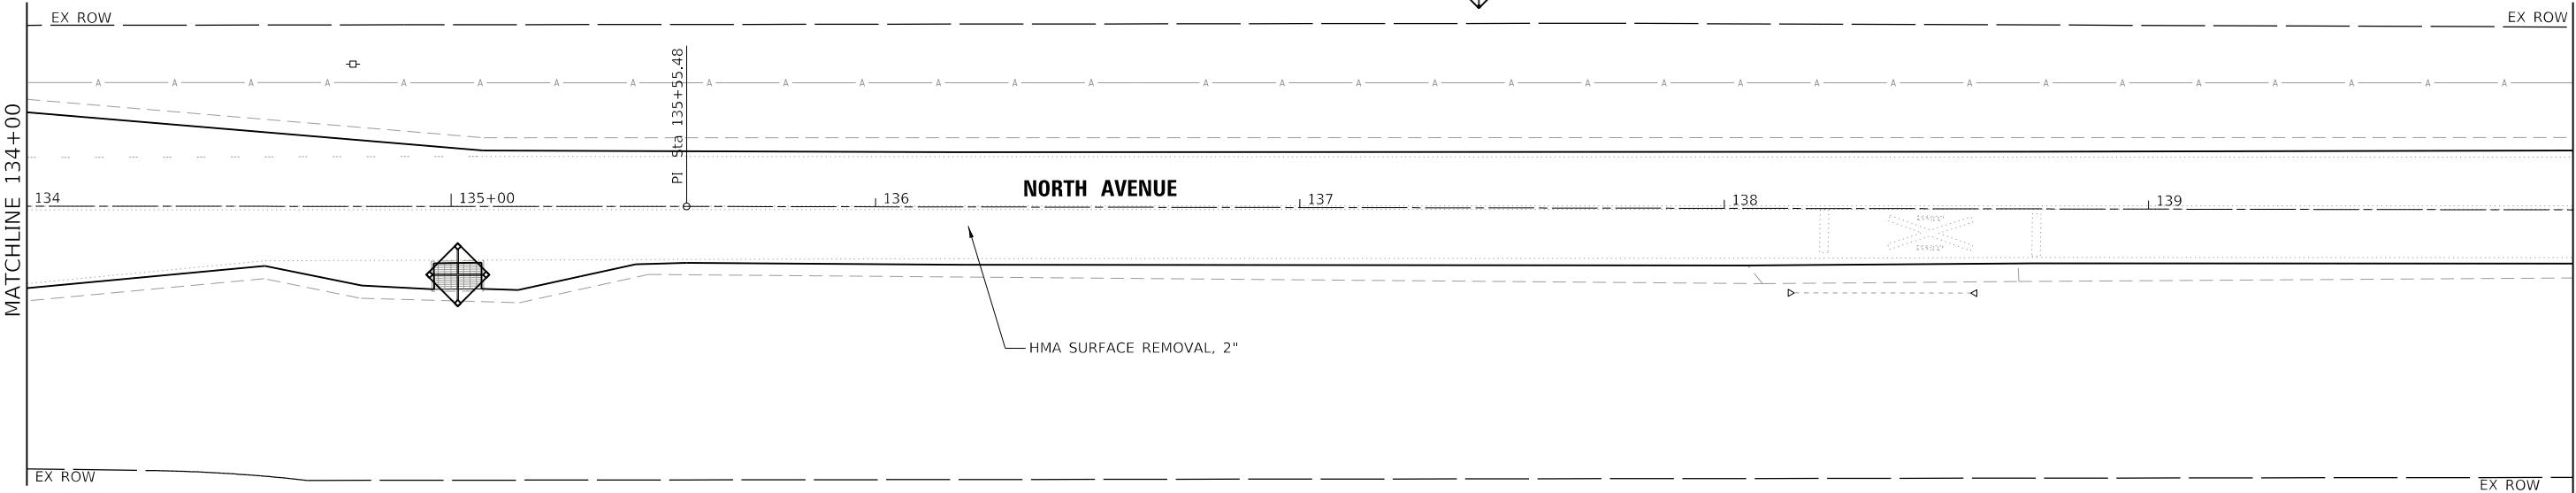 EX ROW
EX ROW
A A A A A A A A A A A A A A A A A A A A A A A A A A A A A A A A
MATCHLINE 134+00
PI Sta 135+55.48
NORTH AVENUE
134
135+00
136
137
138
139
HMA SURFACE REMOVAL, 2"
EX ROW
EX ROW